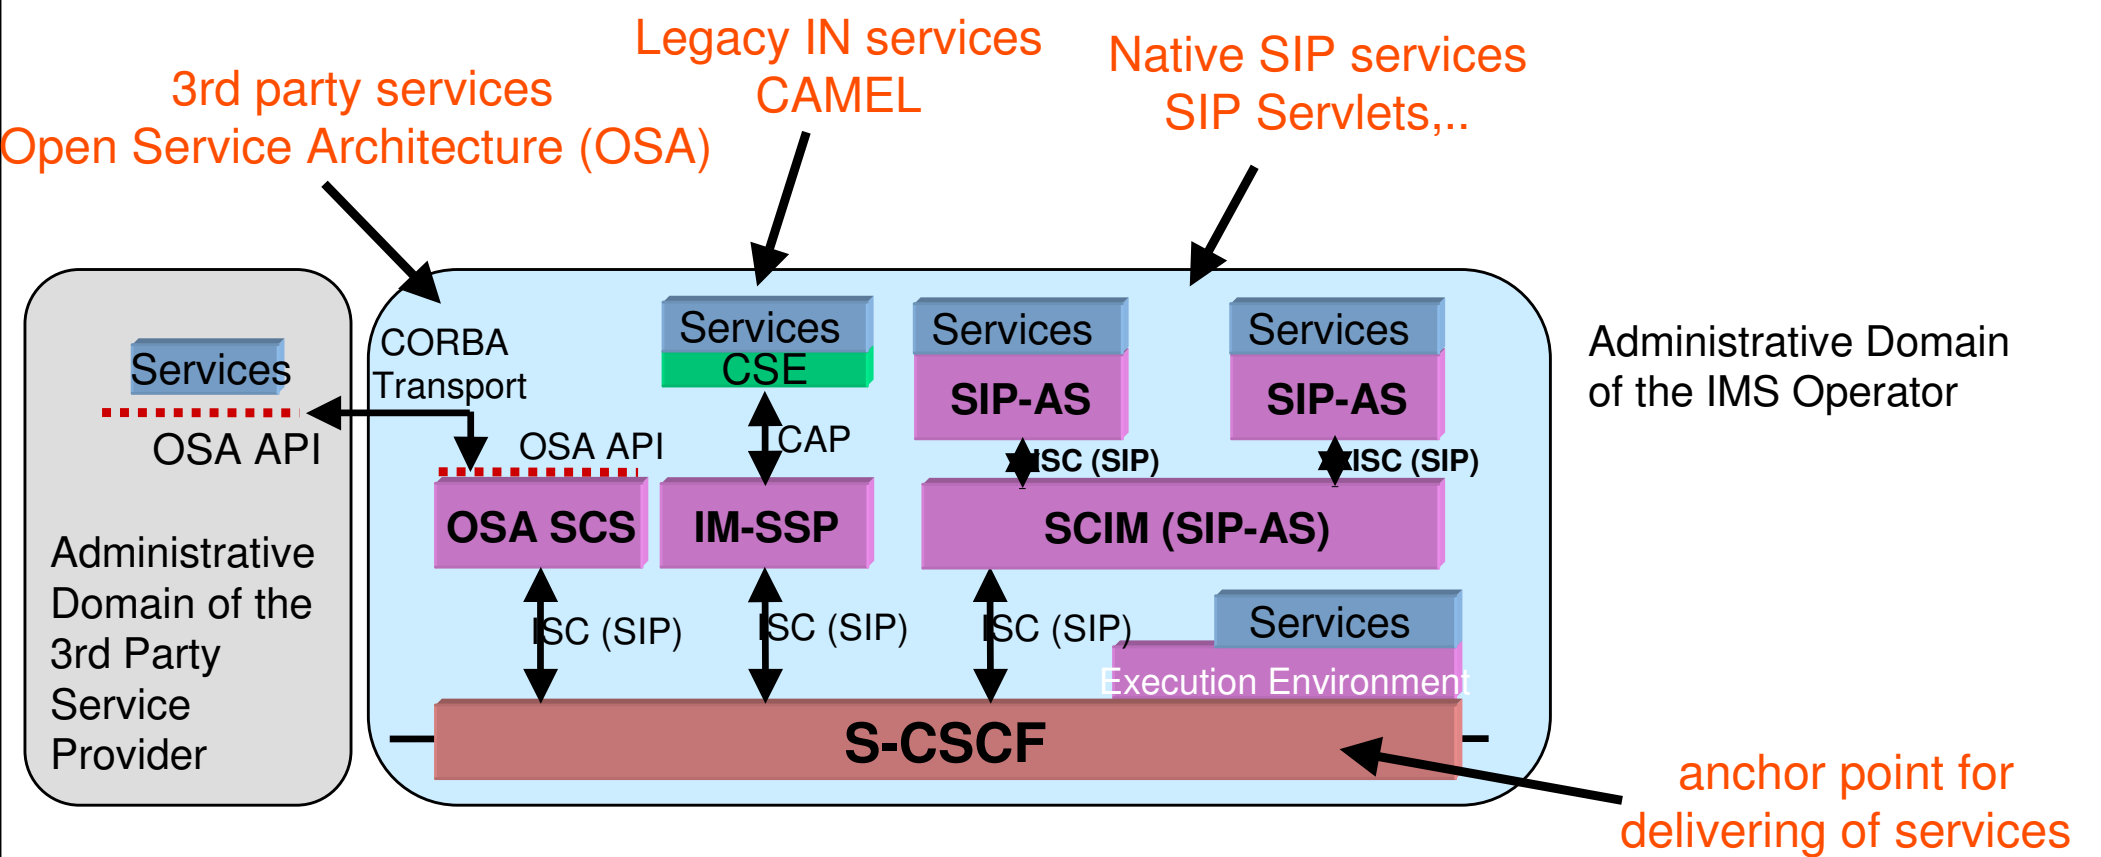 Legacy IN services
CAMEL
Native SIP services
SIP Servlets,..
3rd party services
Open Service Architecture (OSA)
Services
OSA API
Administrative
Domain of the
3rd Party
Service
Provider
CORBA
Transport
OSA API
OSA SCS
ISC (SIP)
Services
CSE
CAP
IM-SSP
ISC (SIP)
Services
SIP-AS
ISC (SIP)
Services
SIP-AS
ISC (SIP)
SCIM (SIP-AS)
ISC (SIP)
Services
Execution Environment
S-CSCF
Administrative Domain
of the IMS Operator
anchor point for
delivering of services